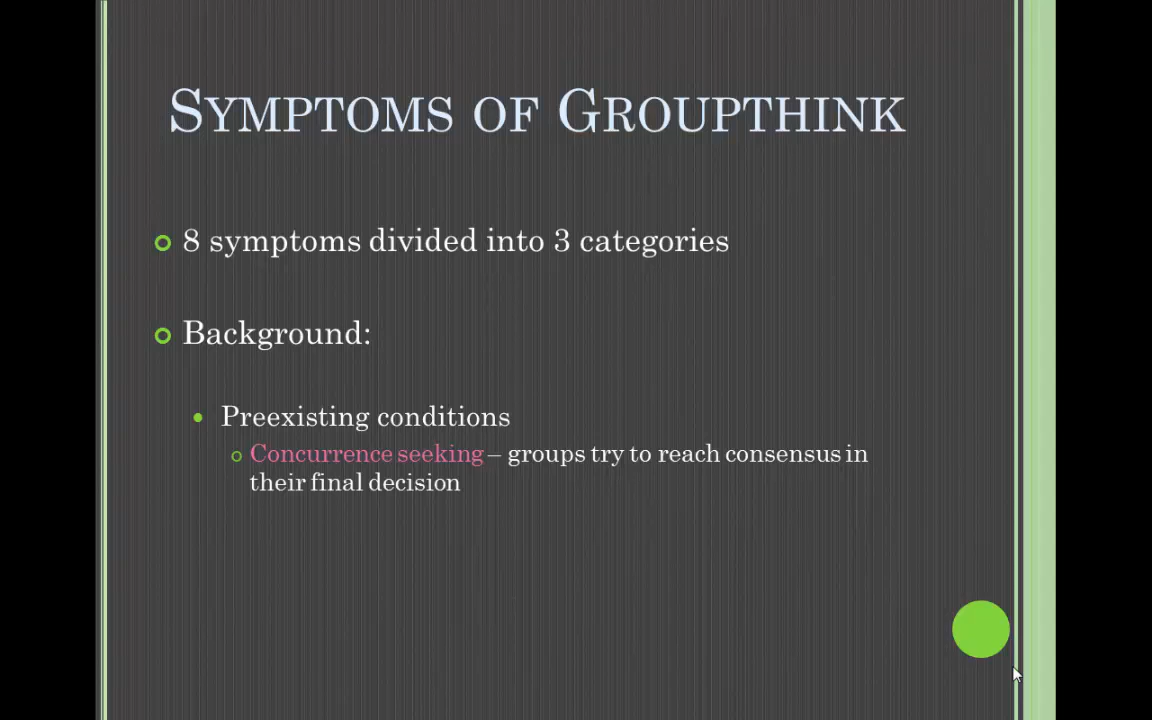 Symptoms of Groupthink
8 symptoms divided into 3 categories
Background:
Preexisting conditions
Concurrence seeking – groups try to reach consensus in
their final decision